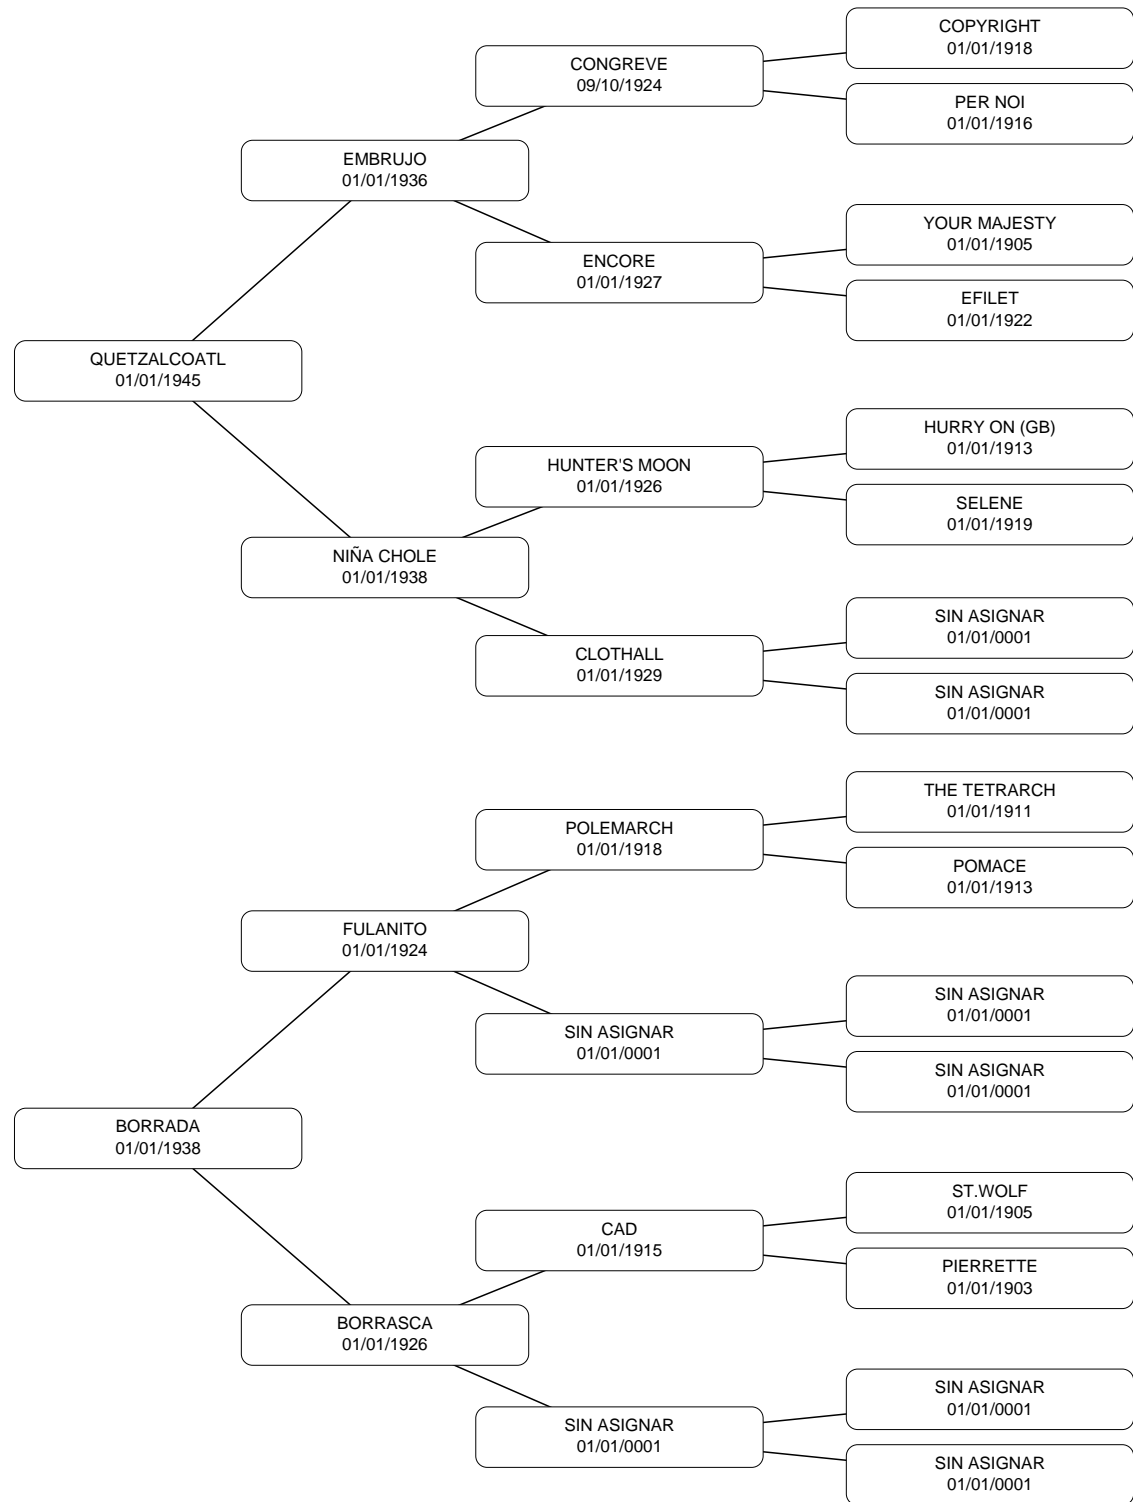 COPYRIGHT
01/01/1918
CONGREVE
09/10/1924
PER NOI
01/01/1916
EMBRUJO
01/01/1936
YOUR MAJESTY
01/01/1905
ENCORE
01/01/1927
EFILET
01/01/1922
QUETZALCOATL
01/01/1945
HURRY ON (GB)
01/01/1913
HUNTER'S MOON
01/01/1926
SELENE
01/01/1919
NIÑA CHOLE
01/01/1938
SIN ASIGNAR
01/01/0001
CLOTHALL
01/01/1929
SIN ASIGNAR
01/01/0001
THE TETRARCH
01/01/1911
POLEMARCH
01/01/1918
POMACE
01/01/1913
FULANITO
01/01/1924
SIN ASIGNAR
01/01/0001
SIN ASIGNAR
01/01/0001
SIN ASIGNAR
01/01/0001
BORRADA
01/01/1938
ST.WOLF
01/01/1905
CAD
01/01/1915
PIERRETTE
01/01/1903
BORRASCA
01/01/1926
SIN ASIGNAR
01/01/0001
SIN ASIGNAR
01/01/0001
SIN ASIGNAR
01/01/0001